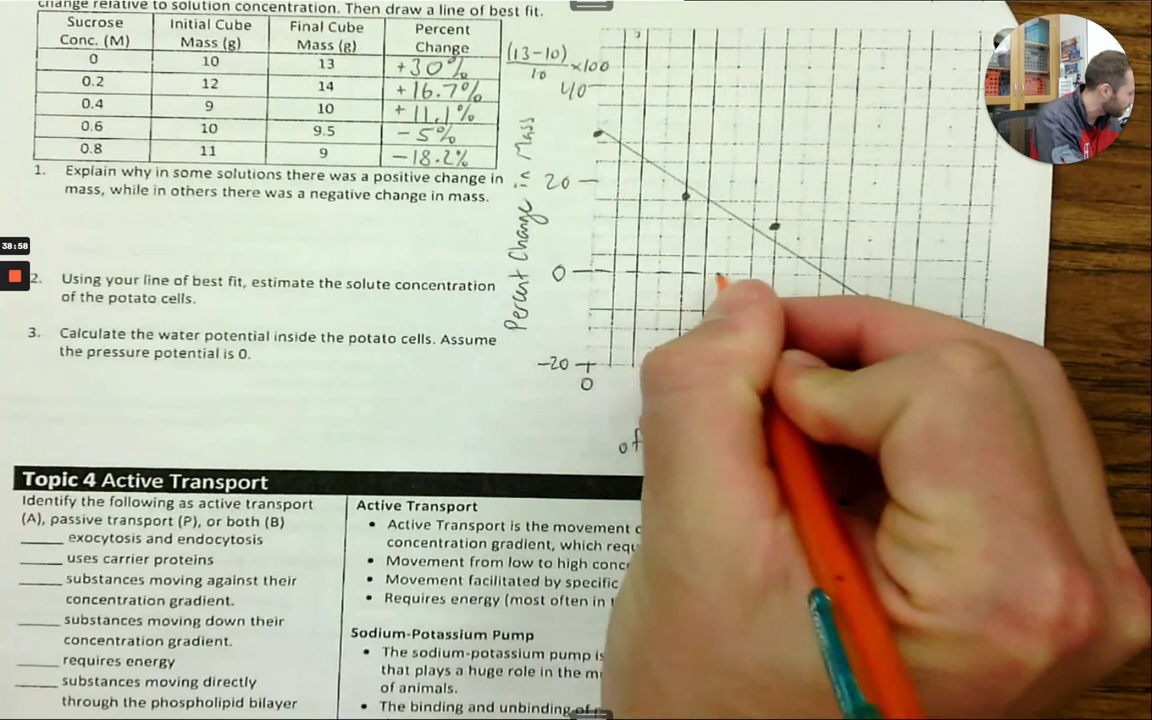 change relative to solution concentration. Then draw a line of best fit.
Sucrose Conc. (M) Initial Cube Mass (g) Final Cube Mass (g) Percent Change
0 10 13 +30%
0.2 12 14 +16.7%
0.4 9 10 +11.1%
0.6 10 9.5 -5%
0.8 11 9 -18.2%
(13-10)
10
×100
1. Explain why in some solutions there was a positive change in
mass, while in others there was a negative change in mass.
2. Using your line of best fit, estimate the solute concentration
of the potato cells.
3. Calculate the water potential inside the potato cells. Assume
the pressure potential is 0.
Percent Change in Mass
40
20
0
-20
0
of
38:58
Topic 4 Active Transport
Identify the following as active transport
(A), passive transport (P), or both (B)
_____ exocytosis and endocytosis
_____ uses carrier proteins
_____ substances moving against their
concentration gradient.
_____ substances moving down their
concentration gradient.
_____ requires energy
_____ substances moving directly
through the phospholipid bilayer
Active Transport
• Active Transport is the movement
concentration gradient, which
• Movement from low to high
• Movement facilitated by specific
• Requires energy (most often in
Sodium-Potassium Pump
• The sodium-potassium pump is
that plays a huge role in the
of animals.
• The binding and unbinding of